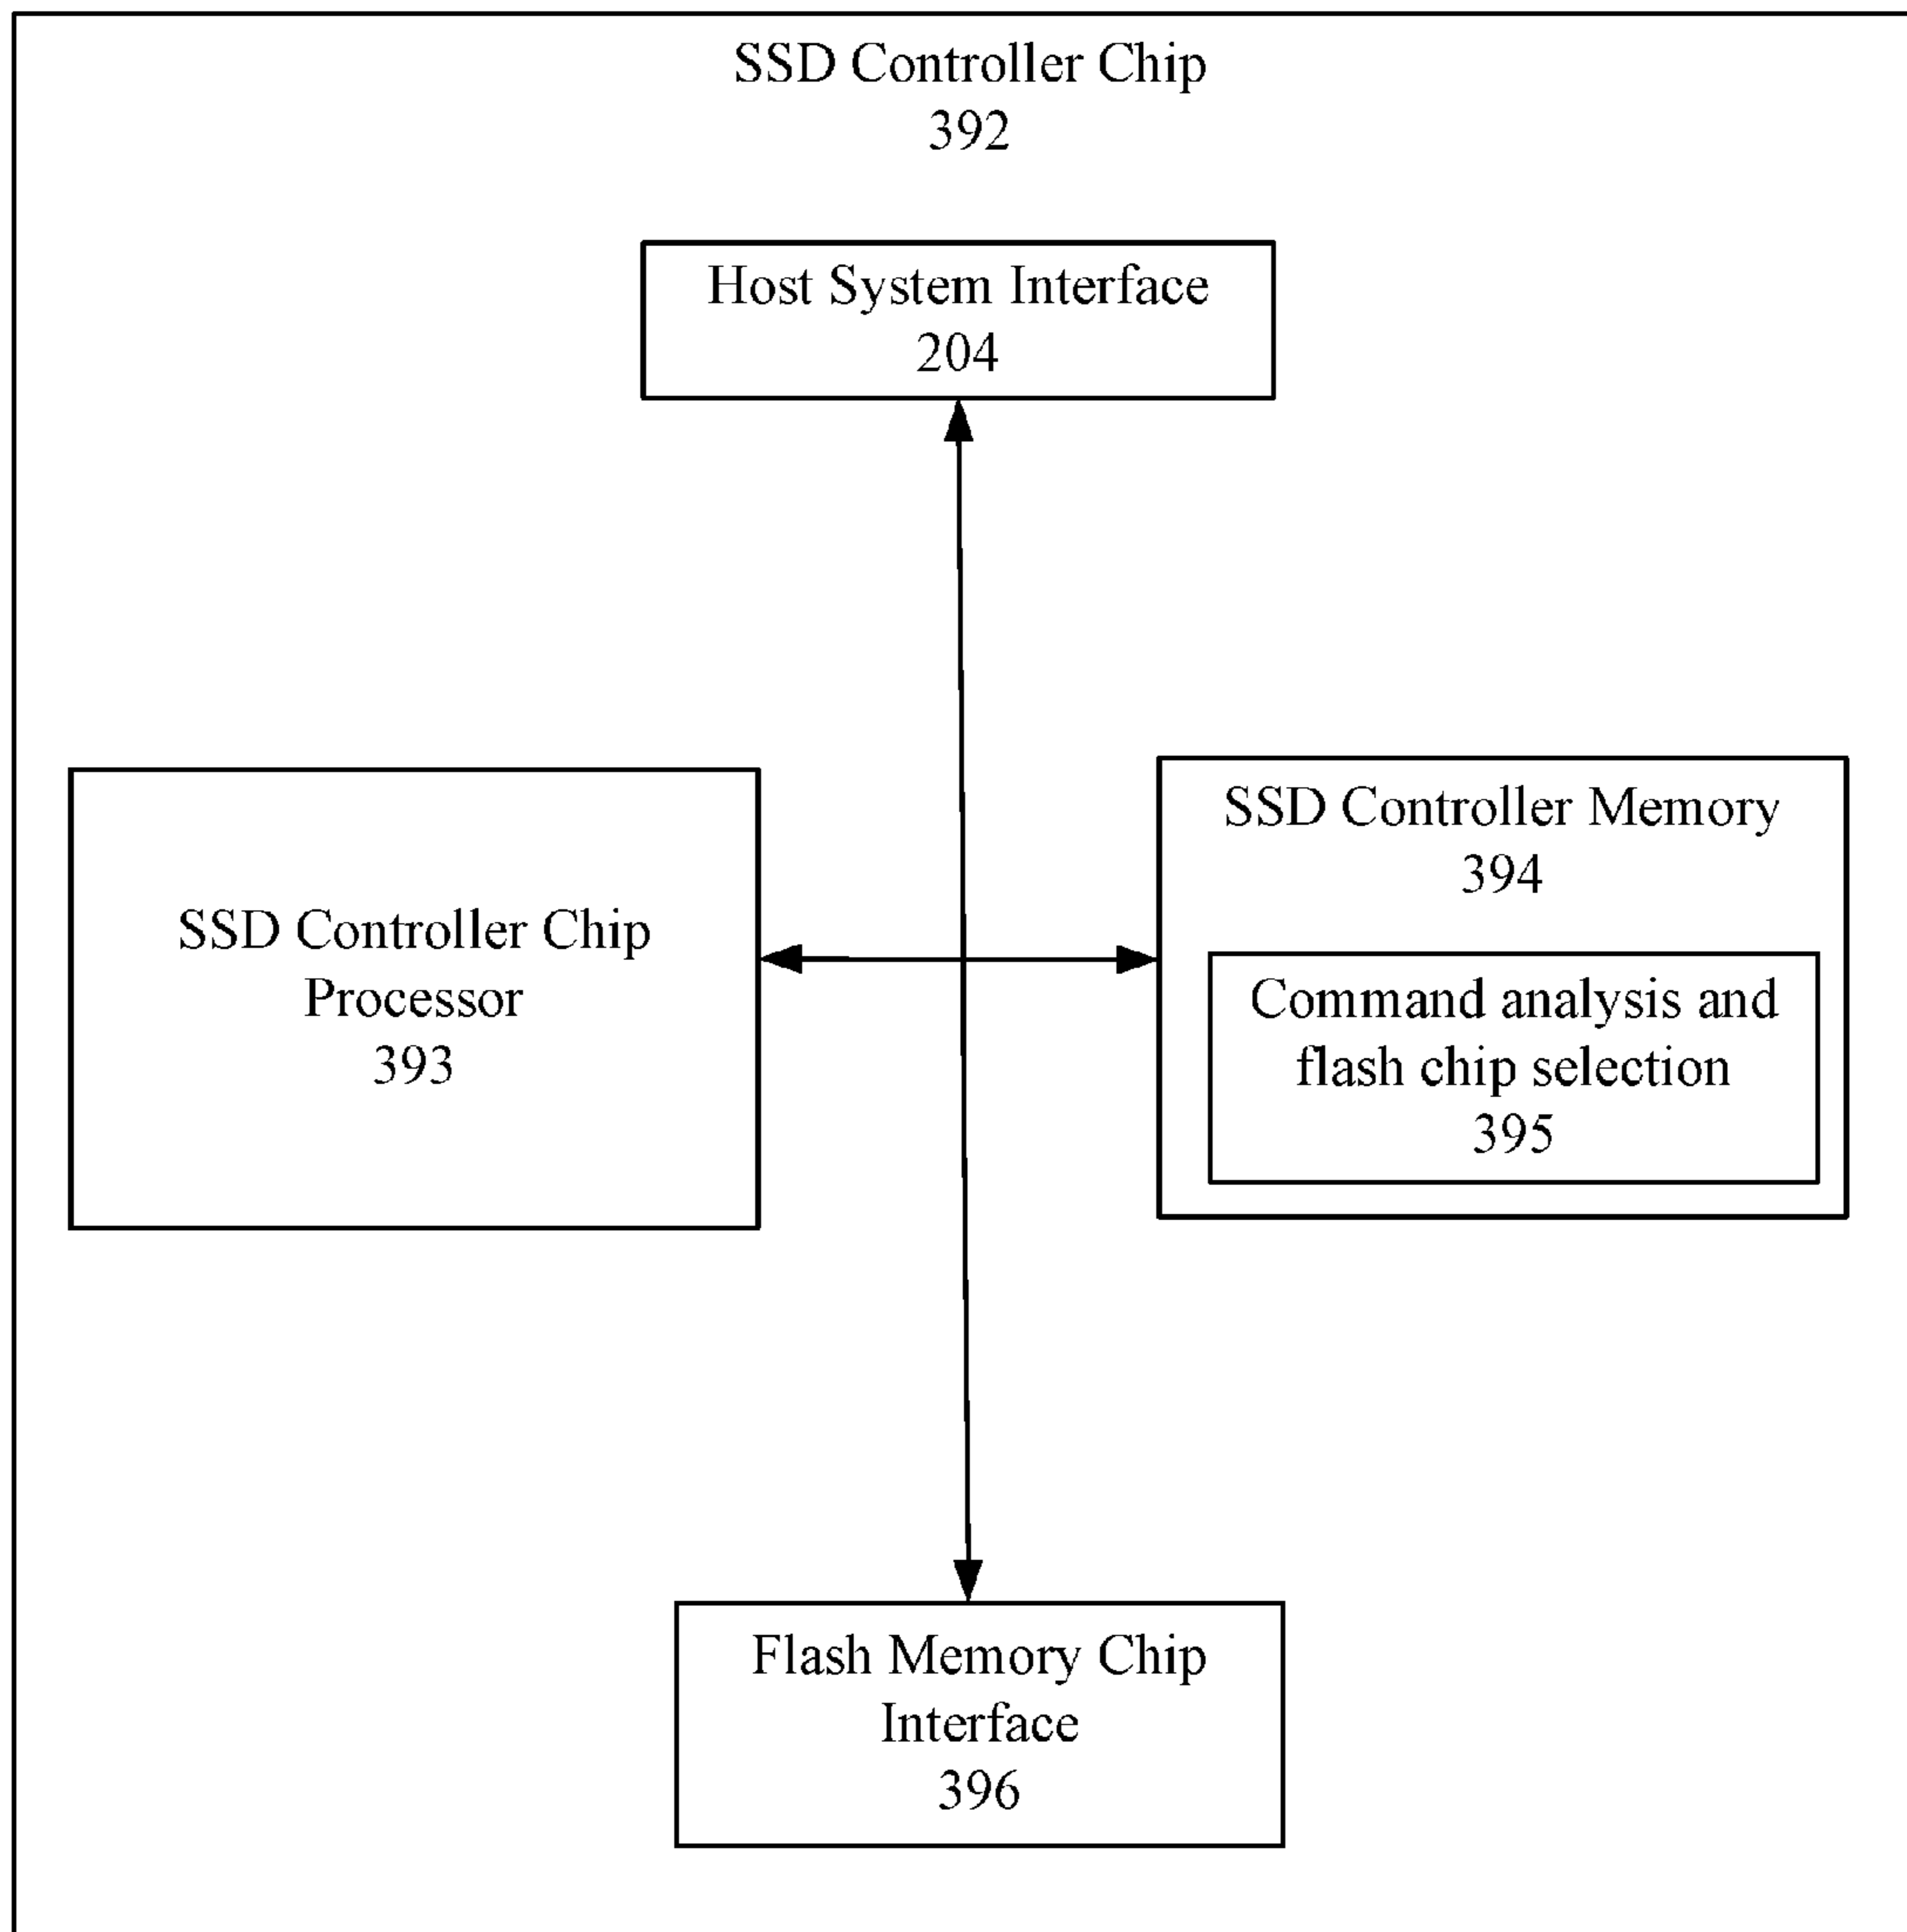 SSD Controller Chip
392
Host System Interface
204
SSD Controller Chip
Processor
393
SSD Controller Memory
394
Command analysis and
flash chip selection
395
Flash Memory Chip
Interface
396